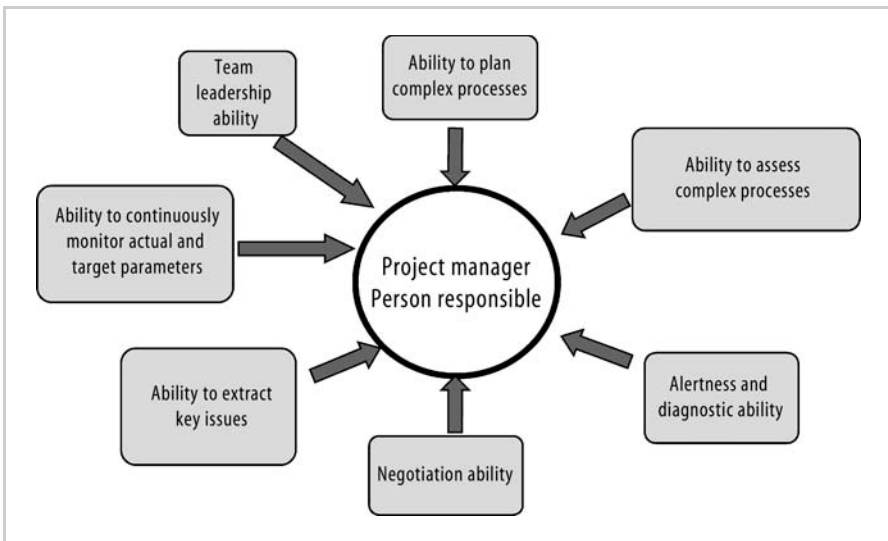 Team
leadership
ability
Ability to plan
complex processes
Ability to assess
complex processes
Ability to continuously
monitor actual and
target parameters
Project manager
Person responsible
Ability to extract
key issues
Alertness and
diagnostic ability
Negotiation ability